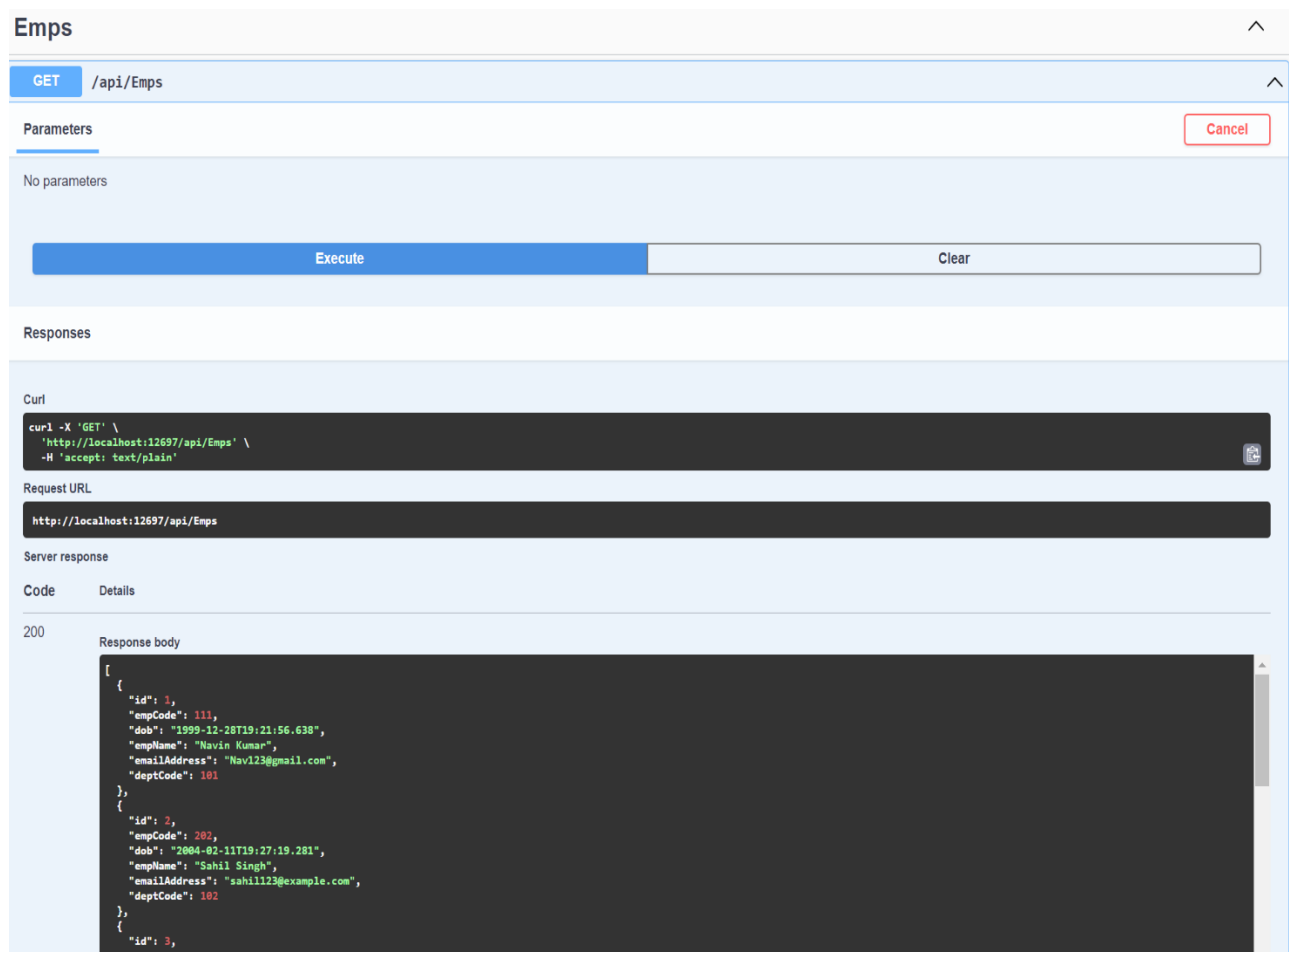 Emps
GET /api/Emps
Parameters
Cancel
No parameters
Execute
Clear
Responses
Curl
curl -X 'GET' \
  'http://localhost:12697/api/Emps' \
  -H 'accept: text/plain'
Request URL
http://localhost:12697/api/Emps
Server response
Code Details
200
Response body
[
  {
    "id": 1,
    "empCode": 111,
    "dob": "1999-12-28T19:21:56.638",
    "empName": "Navin Kumar",
    "emailAddress": "Nav123@gmail.com",
    "deptCode": 101
  },
  {
    "id": 2,
    "empCode": 202,
    "dob": "2004-02-11T19:27:19.281",
    "empName": "Sahil Singh",
    "emailAddress": "sahil123@example.com",
    "deptCode": 102
  },
  {
    "id": 3,